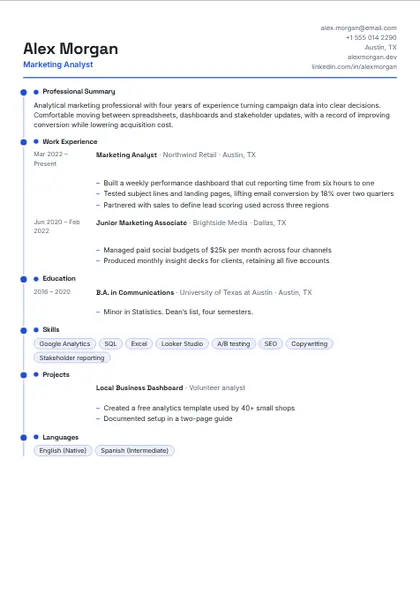 alex.morgan@email.com
+1 555 014 2290
Austin, TX
alexmorgan.dev
linkedin.com/in/alexmorgan
Alex Morgan
Marketing Analyst
Professional Summary
Analytical marketing professional with four years of experience turning campaign data into clear decisions.
Comfortable moving between spreadsheets, dashboards and stakeholder updates, with a record of improving
conversion while lowering acquisition cost.
Work Experience
Mar 2022 –
Present
Marketing Analyst · Northwind Retail · Austin, TX
– Built a weekly performance dashboard that cut reporting time from six hours to one
– Tested subject lines and landing pages, lifting email conversion by 18% over two quarters
– Partnered with sales to define lead scoring used across three regions
Jun 2020 – Feb
2022
Junior Marketing Associate · Brightside Media · Dallas, TX
– Managed paid social budgets of $25k per month across four channels
– Produced monthly insight decks for clients, retaining all five accounts
Education
2016 – 2020
B.A. in Communications · University of Texas at Austin · Austin, TX
– Minor in Statistics. Dean's list, four semesters.
Skills
Google Analytics SQL Excel Looker Studio A/B testing SEO Copywriting
Stakeholder reporting
Projects
Local Business Dashboard · Volunteer analyst
– Created a free analytics template used by 40+ small shops
– Documented setup in a two-page guide
Languages
English (Native) Spanish (Intermediate)